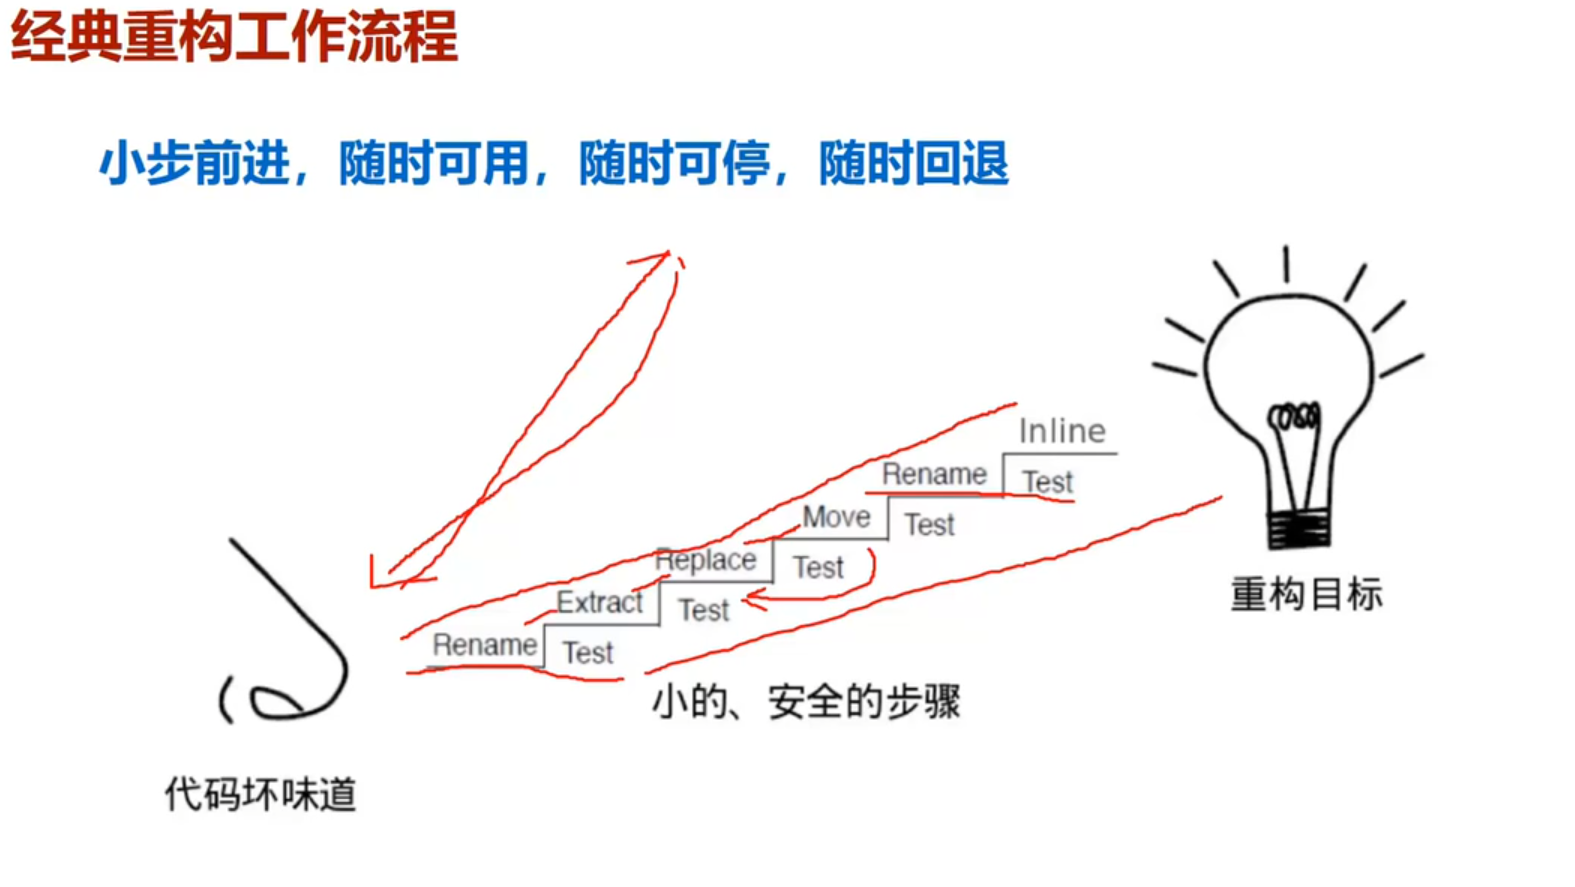 经典重构工作流程
小步前进，随时可用，随时可停，随时回退
Inline
Rename
Test
Move
Test
Replace
Test
Extract
Test
Rename
Test
小的、安全的步骤
重构目标
代码坏味道